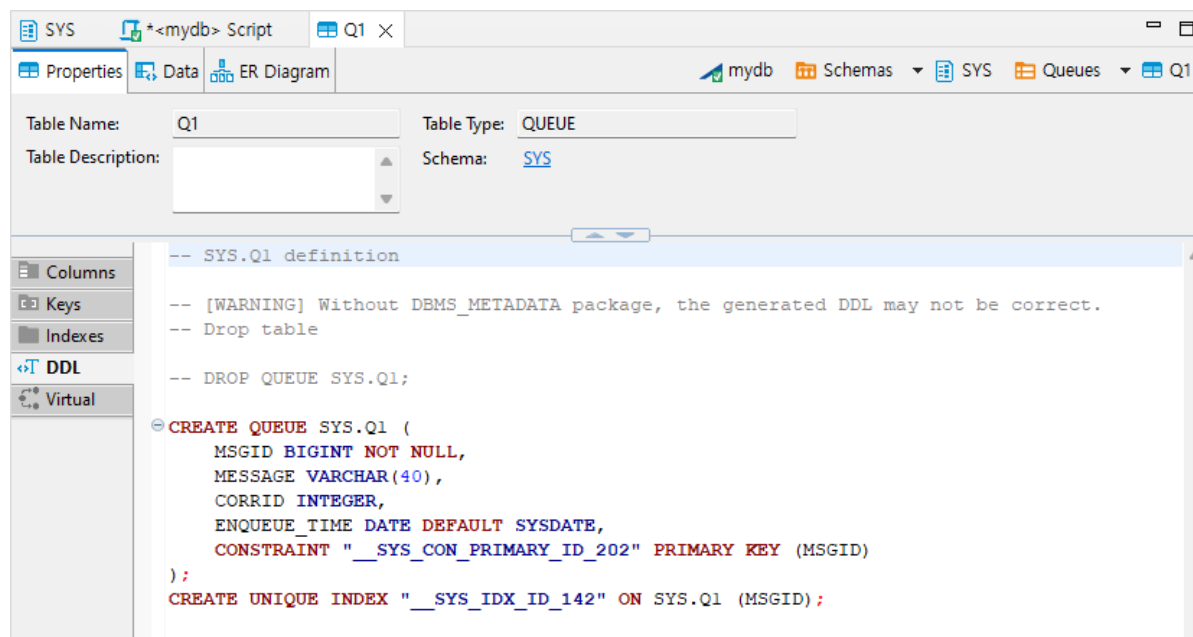 SYS *<mydb> Script Q1
Properties Data ER Diagram mydb Schemas SYS Queues Q1
Table Name: Q1 Table Type: QUEUE
Table Description: Schema: SYS
Columns
Keys
Indexes
DDL
Virtual
-- SYS.Q1 definition
-- [WARNING] Without DBMS_METADATA package, the generated DDL may not be correct.
-- Drop table
-- DROP QUEUE SYS.Q1;
CREATE QUEUE SYS.Q1 (
MSGID BIGINT NOT NULL,
MESSAGE VARCHAR(40),
CORRID INTEGER,
ENQUEUE_TIME DATE DEFAULT SYSDATE,
CONSTRAINT "__SYS_CON_PRIMARY_ID_202" PRIMARY KEY (MSGID)
);
CREATE UNIQUE INDEX "__SYS_IDX_ID_142" ON SYS.Q1 (MSGID);